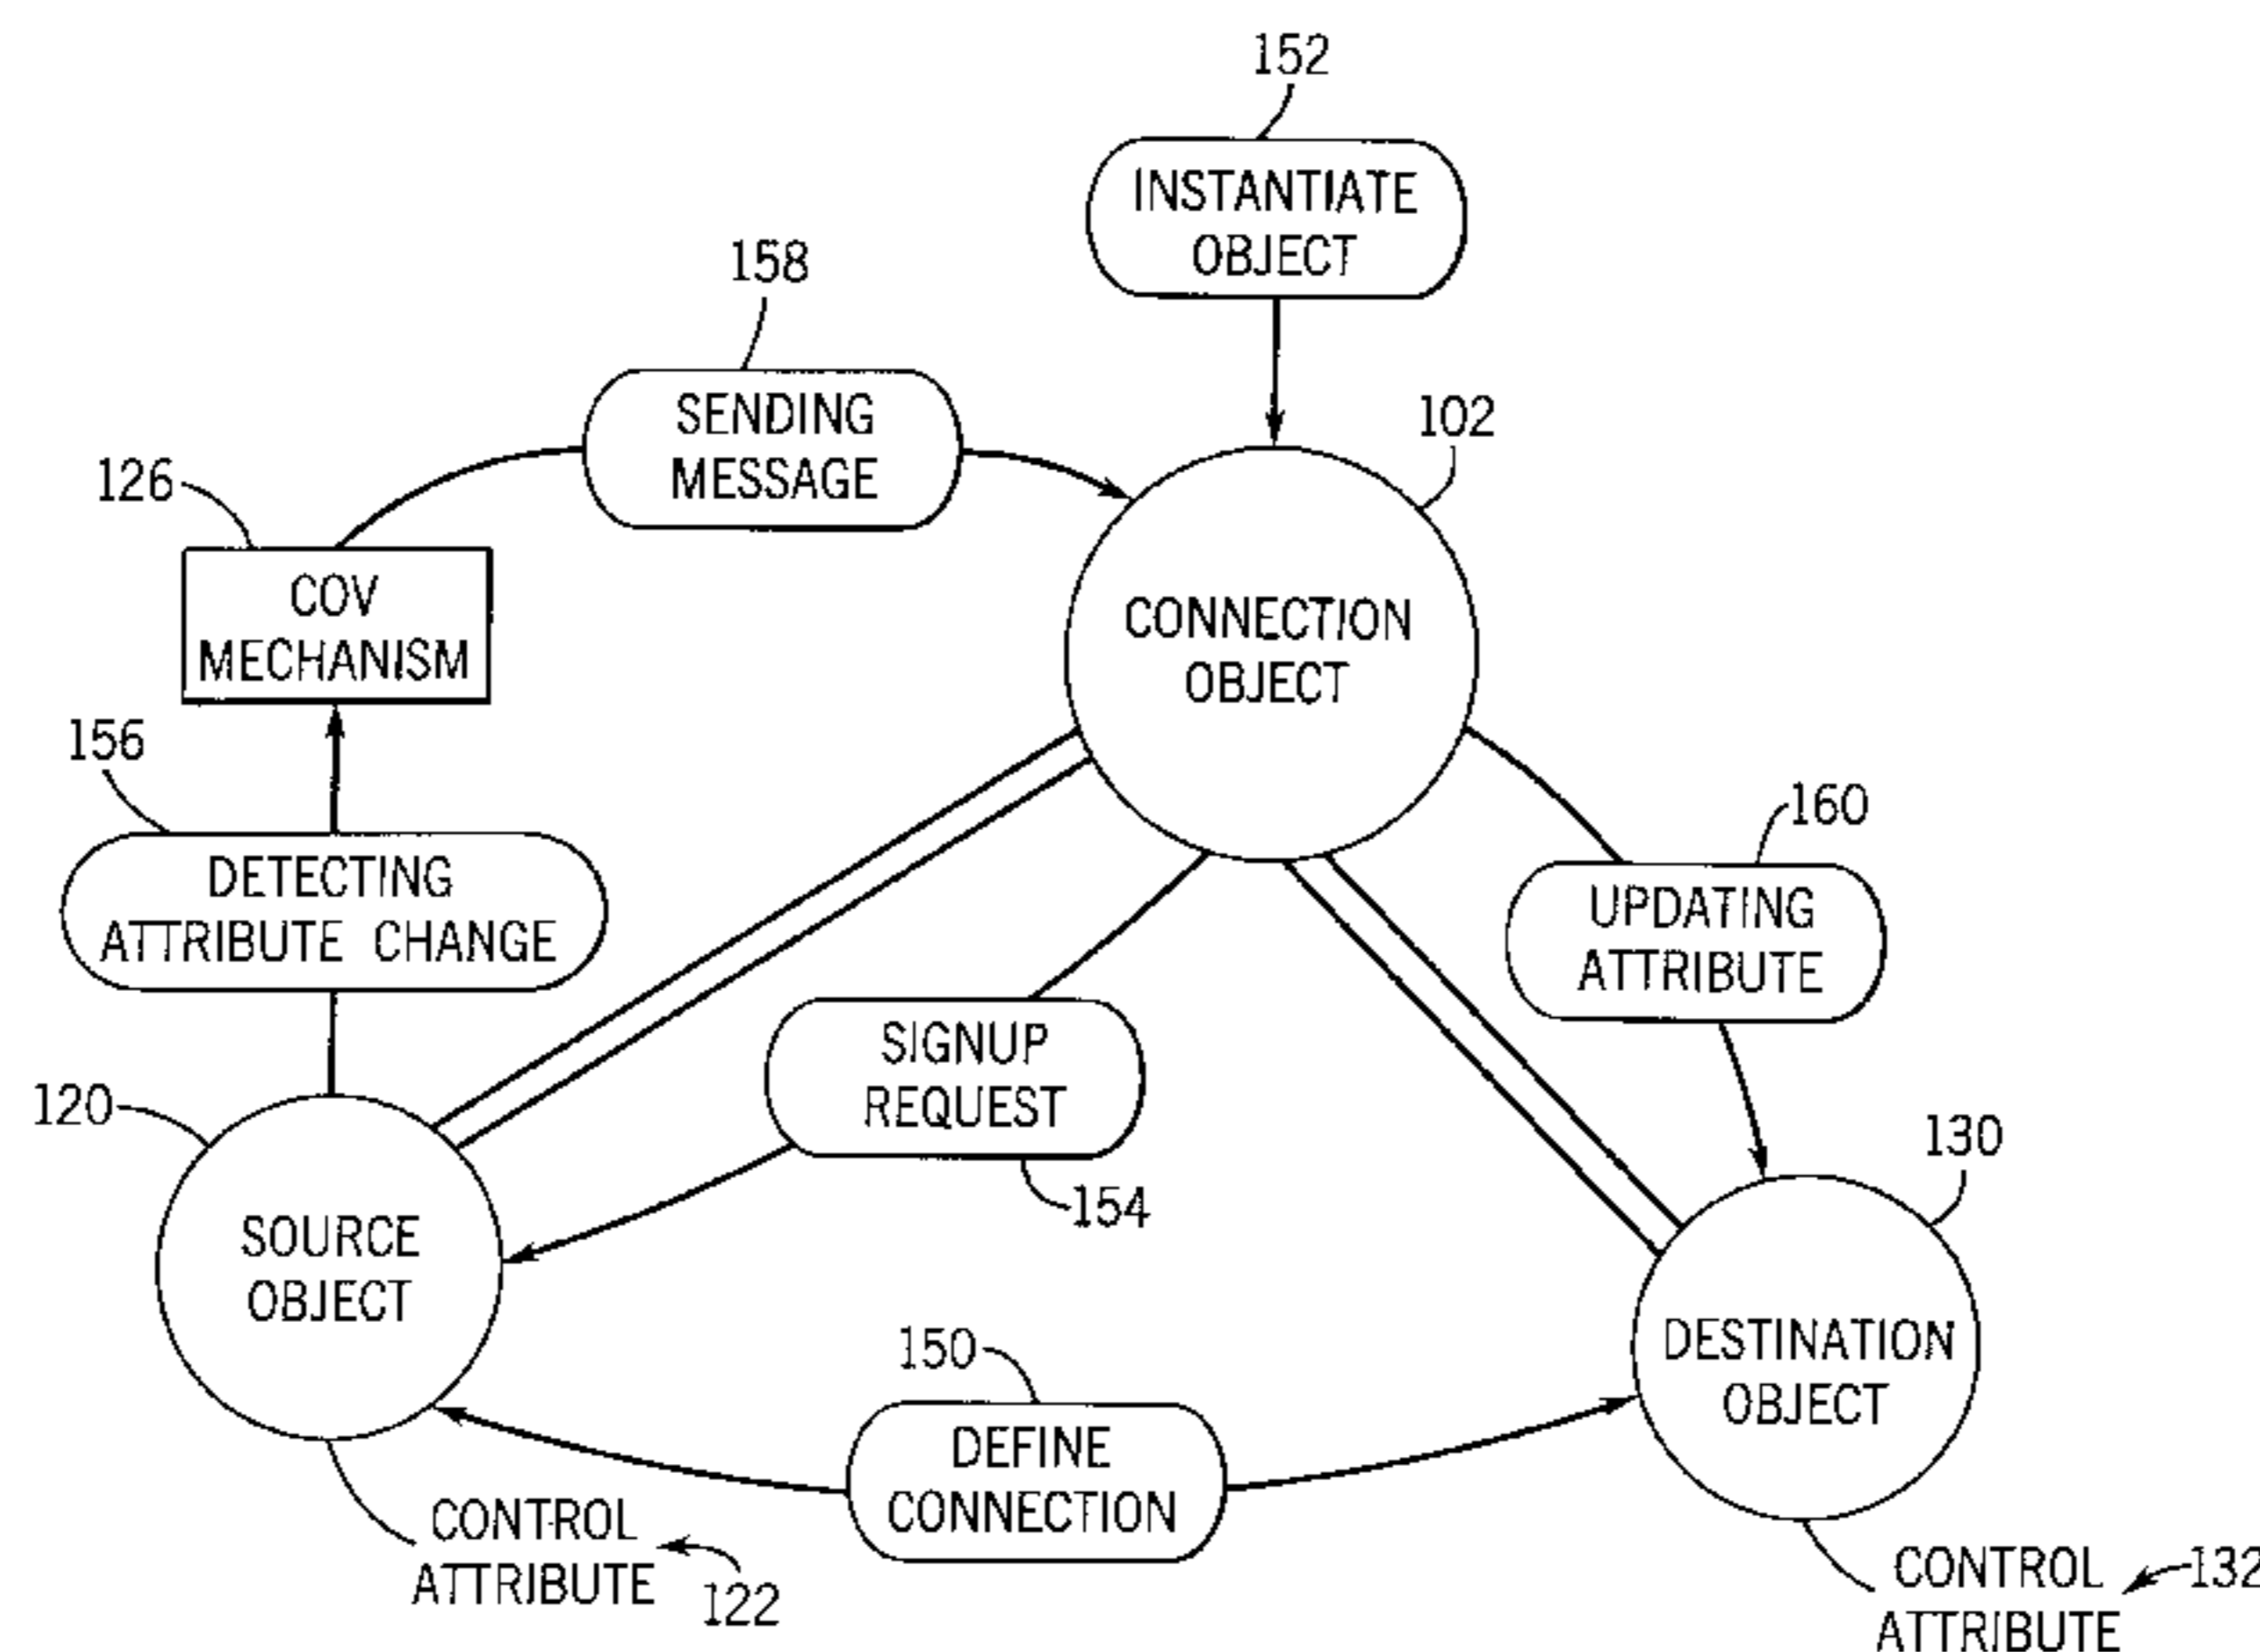 152
INSTANTIATE
OBJECT
158
SENDING
MESSAGE
102
126
COV
MECHANISM
CONNECTION
OBJECT
156
DETECTING
ATTRIBUTE CHANGE
160
UPDATING
ATTRIBUTE
SIGNUP
REQUEST
154
120
SOURCE
OBJECT
130
DESTINATION
OBJECT
150
DEFINE
CONNECTION
CONTROL
ATTRIBUTE
122
CONTROL
ATTRIBUTE
132